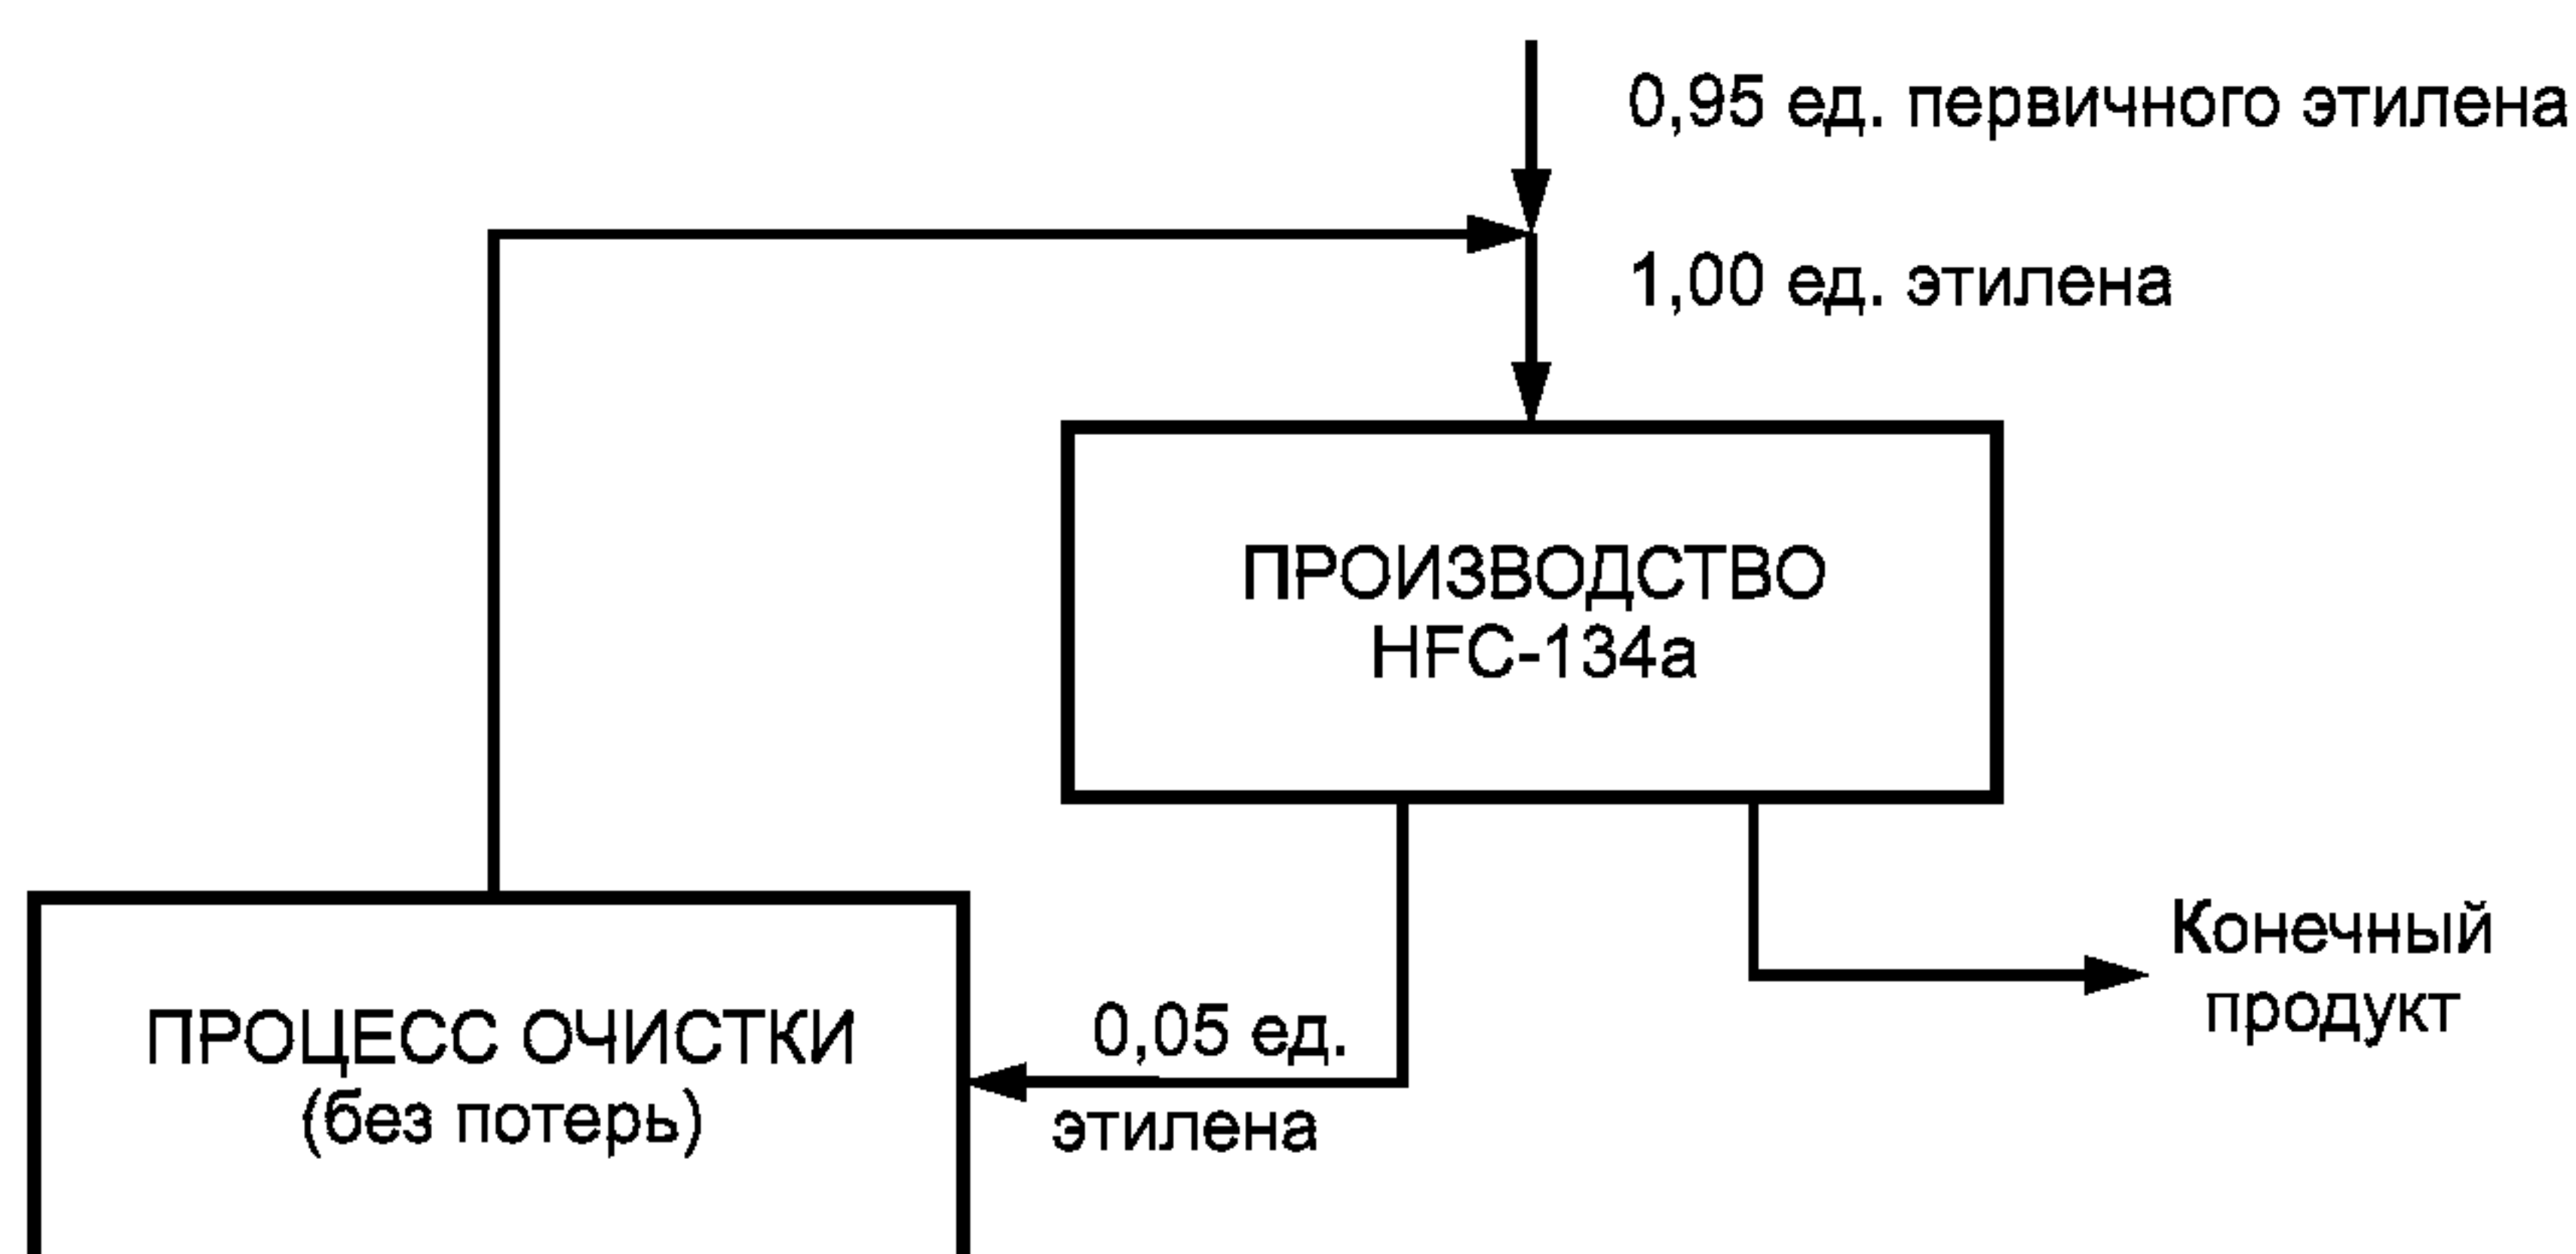 0,95 ед. первичного этилена
1,00 ед. этилена
ПРОИЗВОДСТВО
HFC-134a
Конечный
продукт
ПРОЦЕСС ОЧИСТКИ
(без потерь)
0,05 ед.
этилена